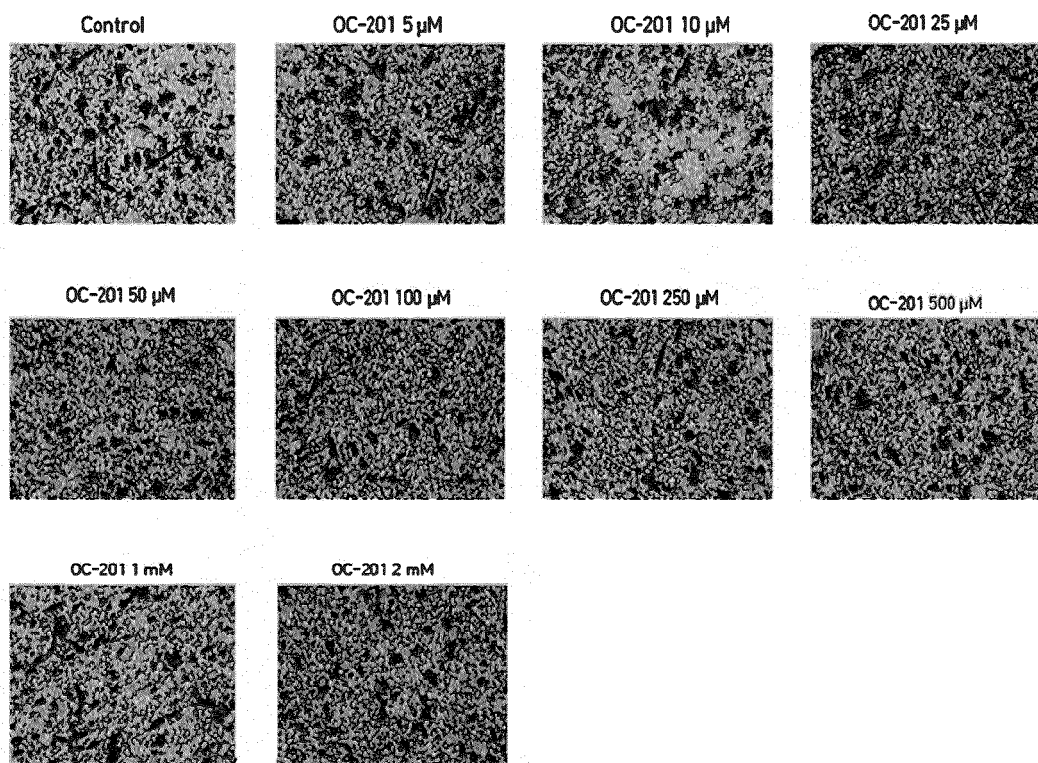 Control
OC-201 5 µM
OC-201 10 µM
OC-201 25 µM
OC-201 50 µM
OC-201 100 µM
OC-201 250 µM
OC-201 500 µM
OC-201 1 mM
OC-201 2 mM